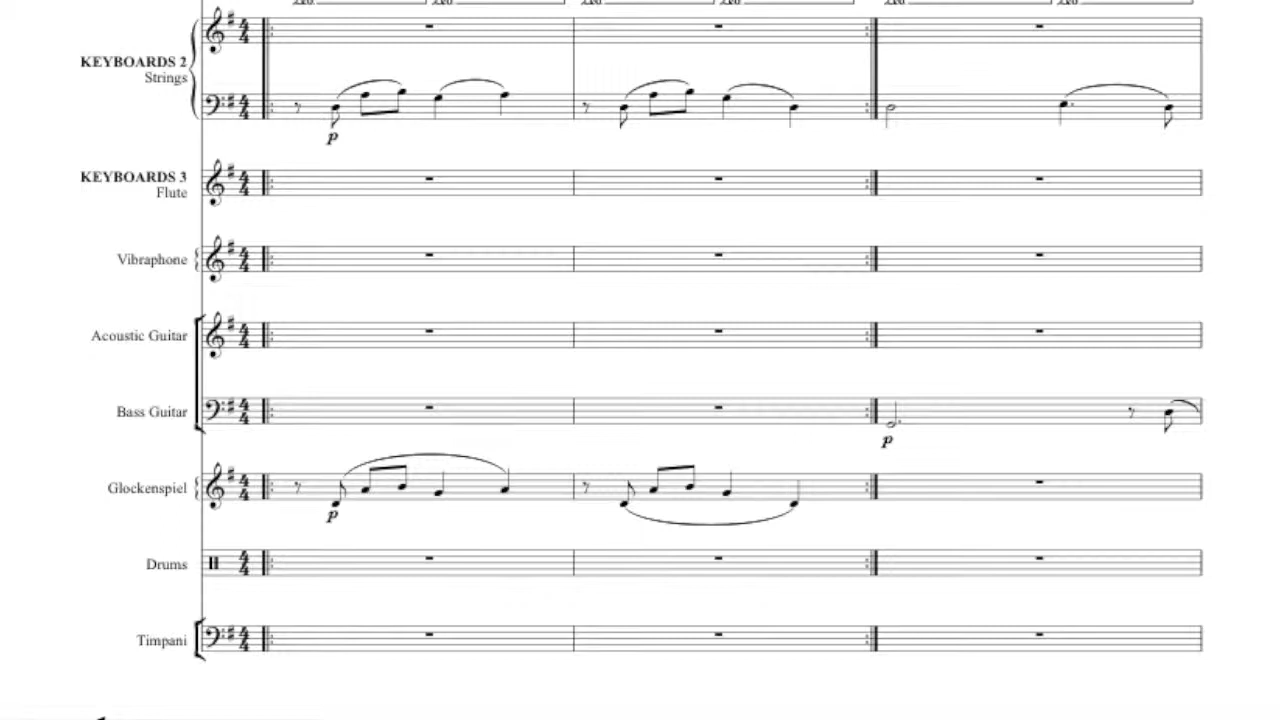 KEYBOARDS 2
Strings
p
KEYBOARDS 3
Flute
Vibraphone
Acoustic Guitar
Bass Guitar
p
Glockenspiel
p
Drums
Timpani